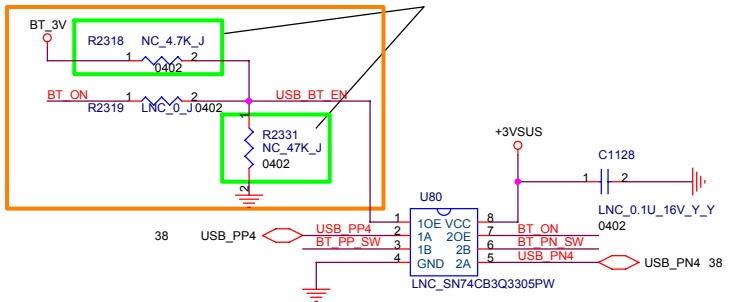 BT_3V
R2318 NC_4.7K_J
1 2
0402
BT_ON 1 2 USB_BT_EN
R2319 LNC_0_J 0402
1
R2331
NC_47K_J
0402
2
+3VSUS
C1128
1 2
LNC_0.1U_16V_Y_Y
0402
U80
1 1OE VCC 8
38 USB_PP4 USB_PP4 2 1A 2OE 7 BT_ON
BT_PP_SW 3 1B 2B 6 BT_PN_SW
4 GND 2A 5 USB_PN4 USB_PN4 38
LNC_SN74CB3Q3305PW